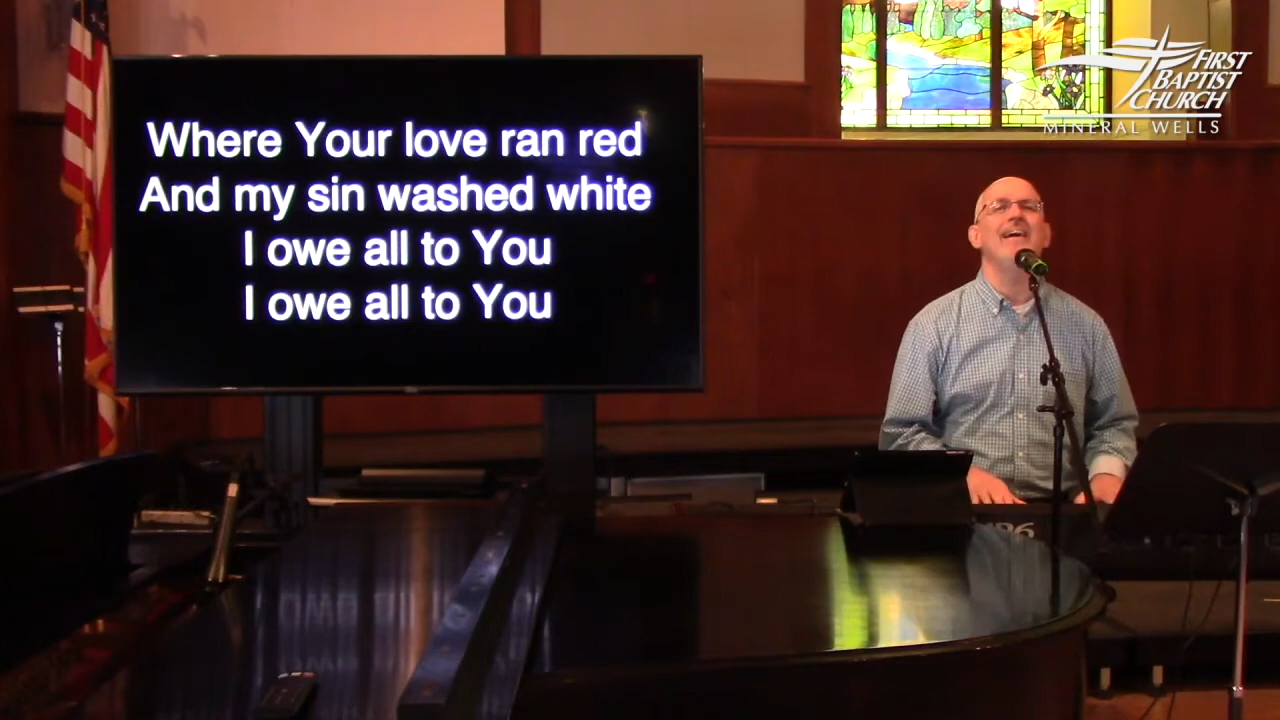 Where Your love ran red
And my sin washed white
I owe all to You
I owe all to You
FIRST
BAPTIST
CHURCH
MINERAL WELLS